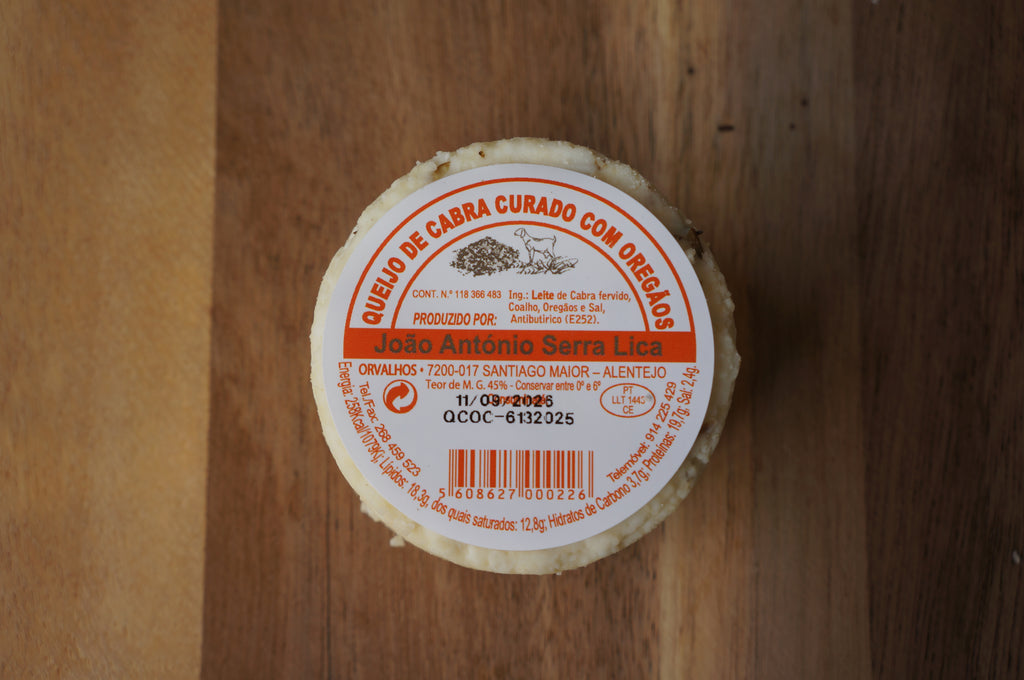 QUEIJO DE CABRA CURADO COM OREGÃOS
CONT. N.º 118 366 483
PRODUZIDO POR:
Ing.: Leite de Cabra fervido,
Coalho, Oregãos e Sal,
Antibutirico (E252).
João António Serra Lica
ORVALHOS • 7200-017 SANTIAGO MAIOR – ALENTEJO
Teor de M. G. 45% - Conservar entre 0º e 6º
11/09/2026
QCOC-6132025
PT
CE
Tel./Fax: 268 459 523
Telemóvel: 914 225 429
Energia: 258Kcal/1079Kj; Lípidos: 18,3g, dos quais saturados: 12,8g; Hidratos de Carbono 3,7g; Proteínas: 19,7g; Sal: 2,4g.
5 608627 000226